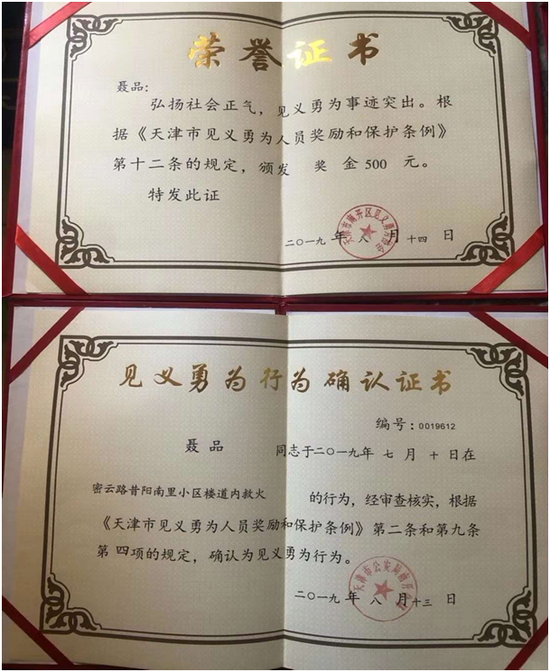 荣誉证书
聂品:
弘扬社会正气,见义勇为事迹突出。根
据《天津市见义勇为人员奖励和保护条例》
第十二条的规定,颁发 奖 金 500 元。
特发此证
二〇一九 年 八 月 十四 日
见义勇为行为确认证书
编号:0019612
聂 品 同志于二〇一九年 七 月 十 日在
密云路昔阳南里小区楼道内救火 的行为,经审查核实,根据
《天津市见义勇为人员奖励和保护条例》第二条和第九条
第四项的规定,确认为见义勇为行为。
二〇一九 年 八 月 十三 日